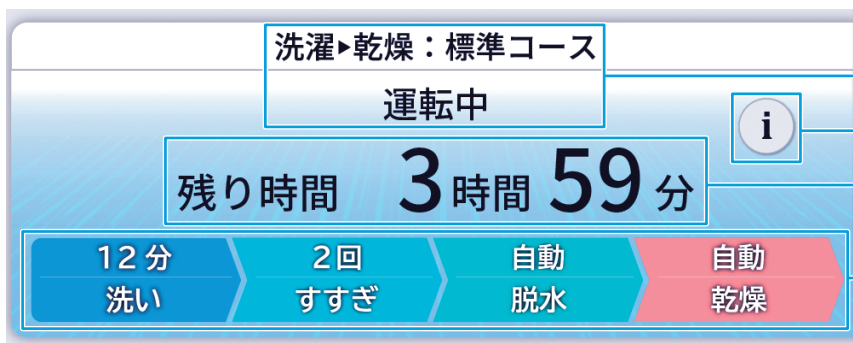 洗濯▶乾燥：標準コース
運転中
i
残り時間 3時間59分
12分 2回 自動 自動
洗い すすぎ 脱水 乾燥